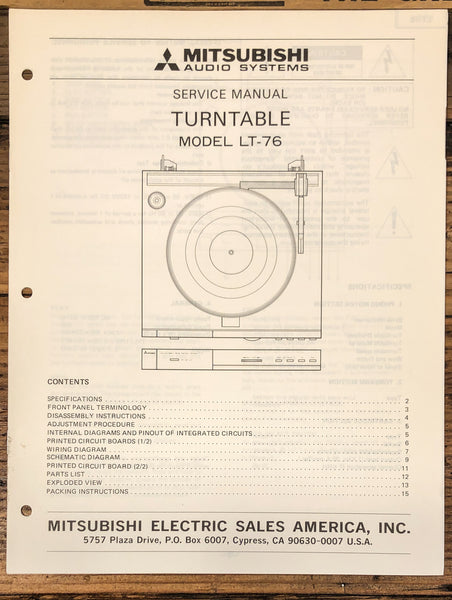 MITSUBISHI
AUDIO SYSTEMS
SERVICE MANUAL
TURNTABLE
MODEL LT-76
CONTENTS
SPECIFICATIONS 2
FRONT PANEL TERMINOLOGY 3
DISASSEMBLY INSTRUCTIONS 4
ADJUSTMENT PROCEDURE 5
INTERNAL DIAGRAMS AND PINOUT OF INTEGRATED CIRCUITS 5
PRINTED CIRCUIT BOARDS (1/2) 6
WIRING DIAGRAM 7
SCHEMATIC DIAGRAM 9
PRINTED CIRCUIT BOARD (2/2) 11
PARTS LIST 12
EXPLODED VIEW 13
PACKING INSTRUCTIONS 15
MITSUBISHI ELECTRIC SALES AMERICA, INC.
5757 Plaza Drive, P.O. Box 6007, Cypress, CA 90630-0007 U.S.A.